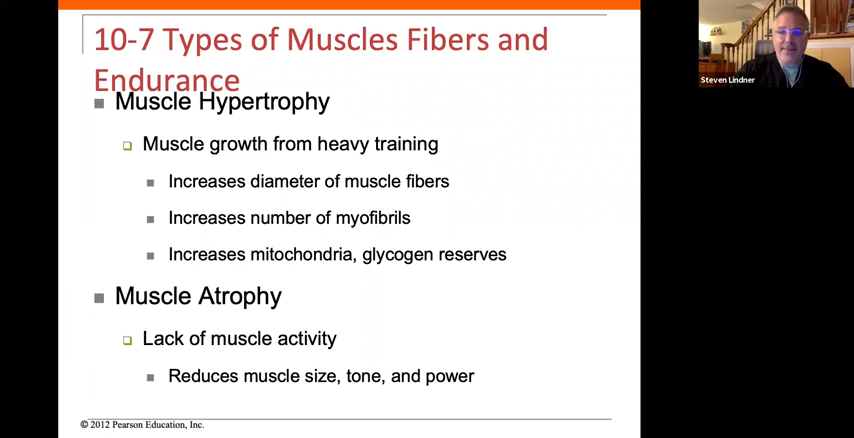 10-7 Types of Muscles Fibers and
Endurance
Muscle Hypertrophy
Muscle growth from heavy training
Increases diameter of muscle fibers
Increases number of myofibrils
Increases mitochondria, glycogen reserves
Muscle Atrophy
Lack of muscle activity
Reduces muscle size, tone, and power
© 2012 Pearson Education, Inc.
Steven Lindner